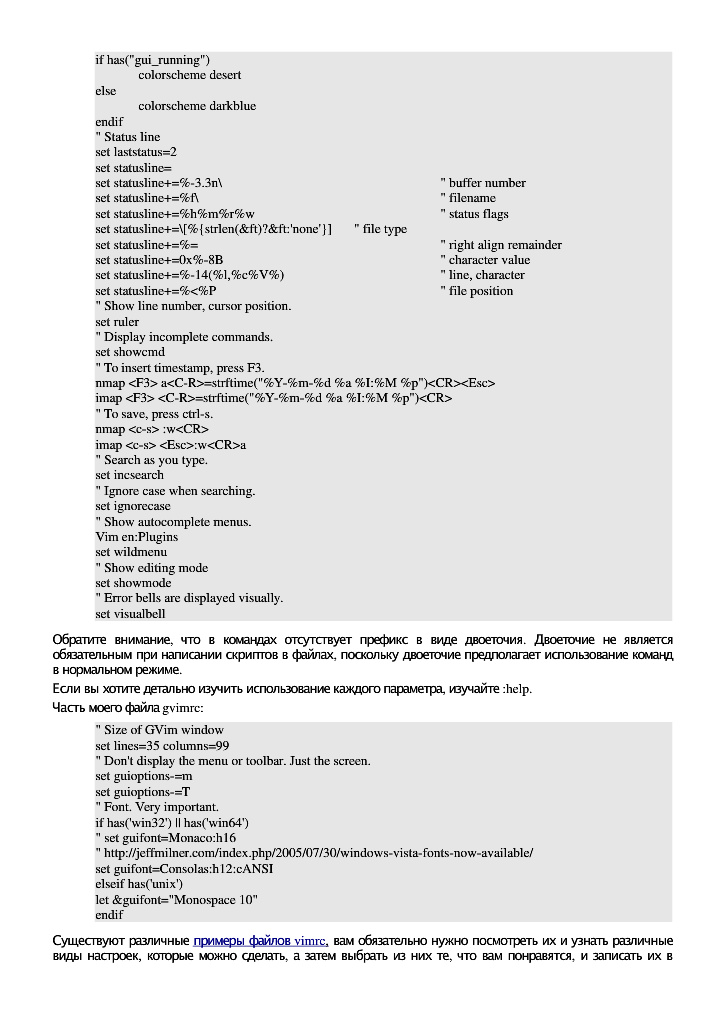 if has("gui_running")
colorscheme desert
else
colorscheme darkblue
endif
" Status line
set laststatus=2
set statusline=
set statusline+=%-3.3n\ " buffer number
set statusline+=%f\ " filename
set statusline+=%h%m%r%w " status flags
set statusline+=\[%{strlen(&ft)?&ft:'none'}] " file type
set statusline+=%= " right align remainder
set statusline+=0x%-8B " character value
set statusline+=%-14(%l,%c%V%) " line, character
set statusline+=%<%P " file position
" Show line number, cursor position.
set ruler
" Display incomplete commands.
set showcmd
" To insert timestamp, press F3.
nmap <F3> a<C-R>=strftime("%Y-%m-%d %a %I:%M %p")<CR><Esc>
imap <F3> <C-R>=strftime("%Y-%m-%d %a %I:%M %p")<CR>
" To save, press ctrl-s.
nmap <c-s> :w<CR>
imap <c-s> <Esc>:w<CR>a
" Search as you type.
set incsearch
" Ignore case when searching.
set ignorecase
" Show autocomplete menus.
Vim en:Plugins
set wildmenu
" Show editing mode
set showmode
" Error bells are displayed visually.
set visualbell
Обратите внимание, что в командах отсутствует префикс в виде двоеточия. Двоеточие не является
обязательным при написании скриптов в файлах, поскольку двоеточие предполагает использование команд
в нормальном режиме.
Если вы хотите детально изучить использование каждого параметра, изучайте :help.
Часть моего файла gvimrc:
" Size of GVim window
set lines=35 columns=99
" Don't display the menu or toolbar. Just the screen.
set guioptions-=m
set guioptions-=T
" Font. Very important.
if has('win32') || has('win64')
" set guifont=Monaco:h16
" http://jeffmilner.com/index.php/2005/07/30/windows-vista-fonts-now-available/
set guifont=Consolas:h12:cANSI
elseif has('unix')
let &guifont="Monospace 10"
endif
Существуют различные примеры файлов vimrc, вам обязательно нужно посмотреть их и узнать различные
виды настроек, которые можно сделать, а затем выбрать из них те, что вам понравятся, и записать их в